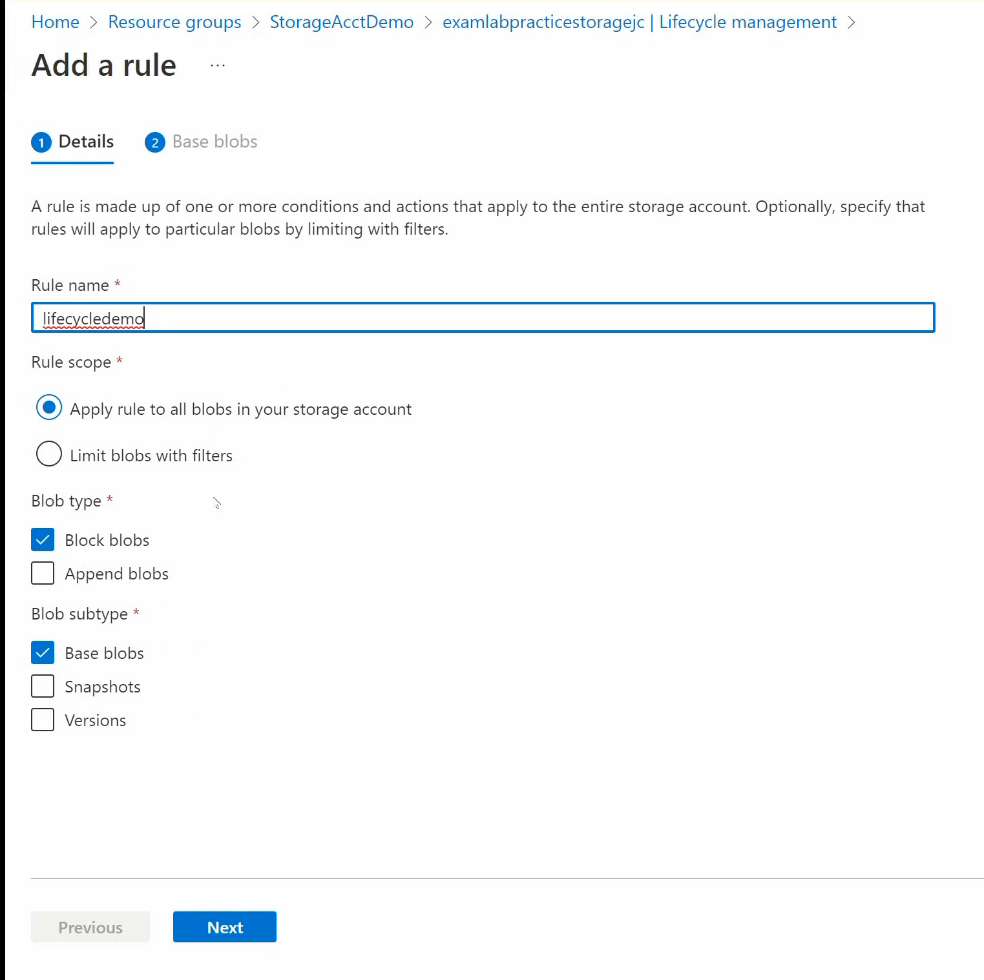 Home > Resource groups > StorageAcctDemo > examlabpracticestoragejc | Lifecycle management >
Add a rule ...
1 Details 2 Base blobs
A rule is made up of one or more conditions and actions that apply to the entire storage account. Optionally, specify that
rules will apply to particular blobs by limiting with filters.
Rule name *
lifecycledemo
Rule scope *
Apply rule to all blobs in your storage account
Limit blobs with filters
Blob type *
Block blobs
Append blobs
Blob subtype *
Base blobs
Snapshots
Versions
Previous Next